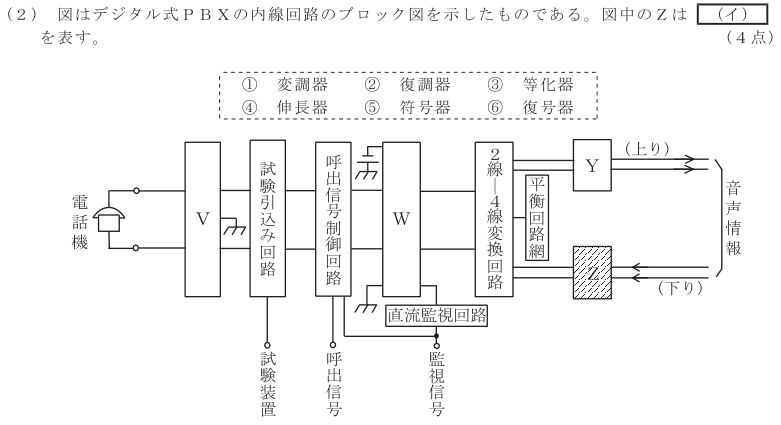 (2) 図はデジタル式ＰＢＸの内線回路のブロック図を示したものである。図中のＺは (イ)
を表す。 (4点)
① 変調器 ② 復調器 ③ 等化器
④ 伸長器 ⑤ 符号器 ⑥ 復号器
電話機
V
試験引込み回路
呼出信号制御回路
W
2線―4線変換回路
平衡回路網
Y
(上り)
Z
(下り)
音声情報
直流監視回路
試験装置
呼出信号
監視信号